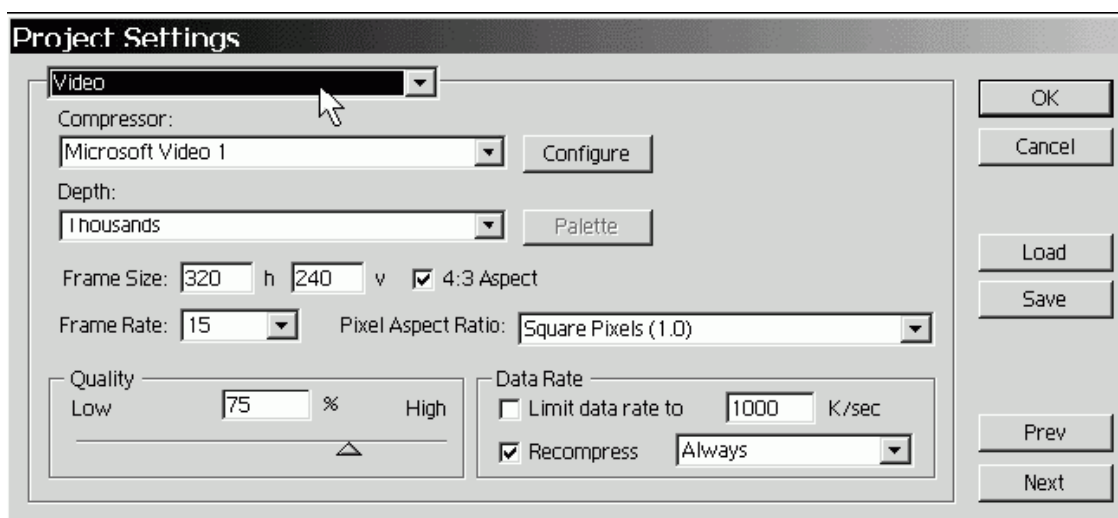 Project Settings
Video
OK
Compressor:
Microsoft Video 1
Configure
Cancel
Depth:
Thousands
Palette
Load
Frame Size: 320 h 240 v 4:3 Aspect
Save
Frame Rate: 15 Pixel Aspect Ratio: Square Pixels (1.0)
Quality
Low 75 % High
Data Rate
Limit data rate to 1000 K/sec
Recompress Always
Prev
Next